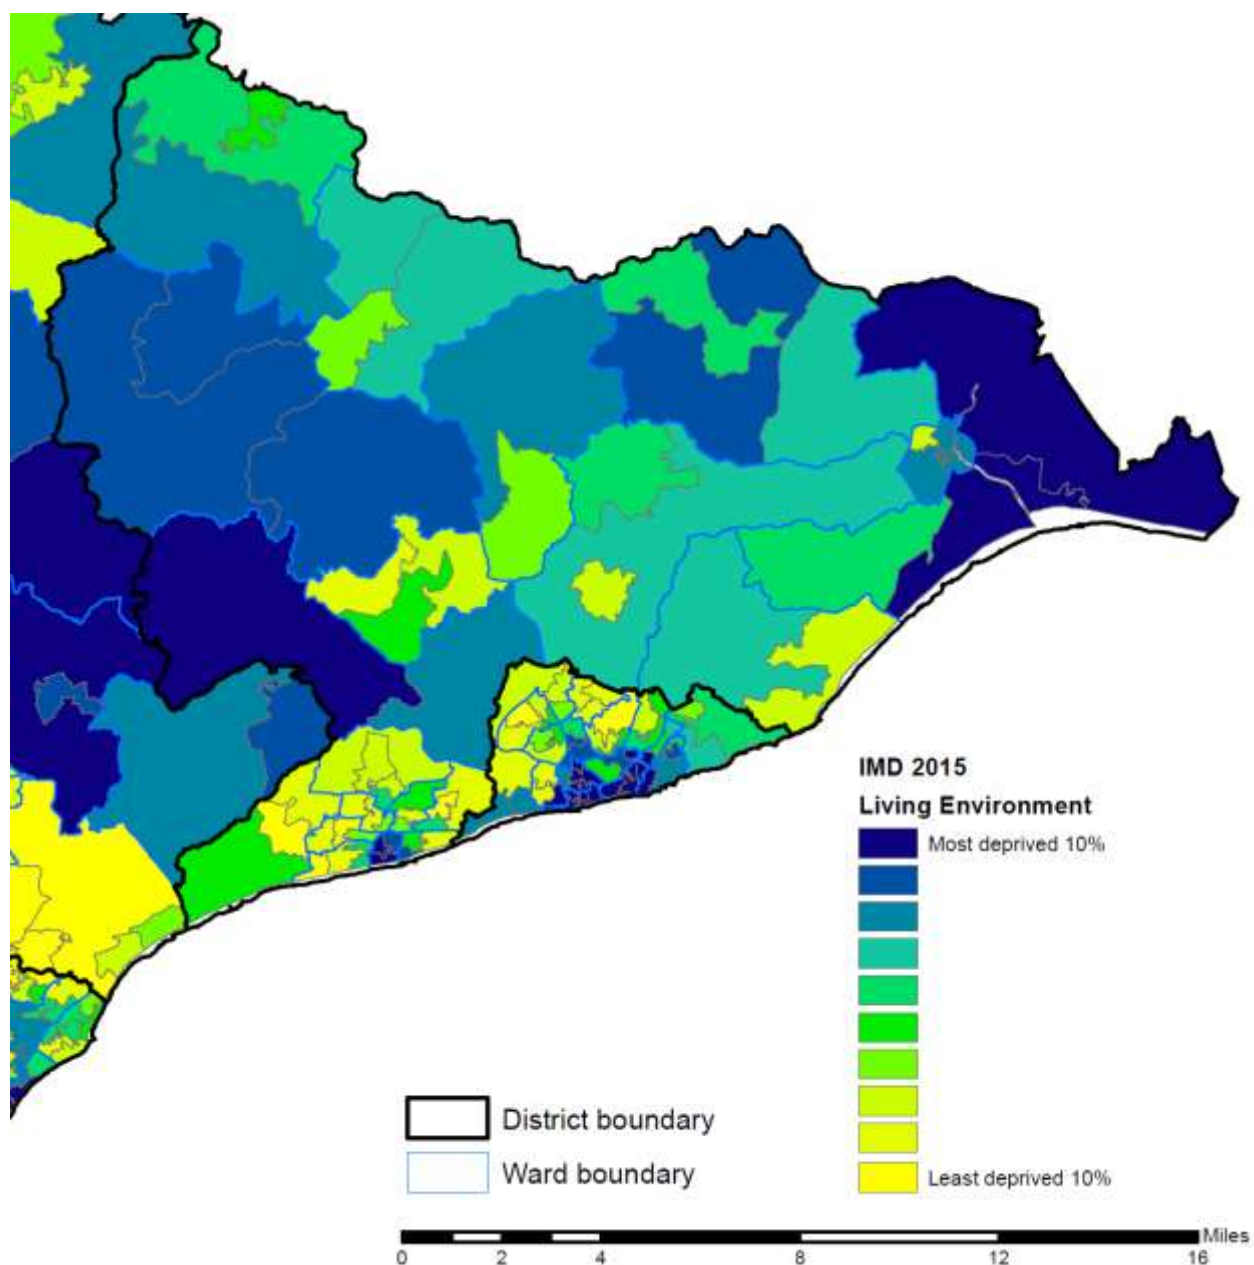 IMD 2015
Living Environment
Most deprived 10%
Least deprived 10%
District boundary
Ward boundary
Miles
0 2 4 8 12 16